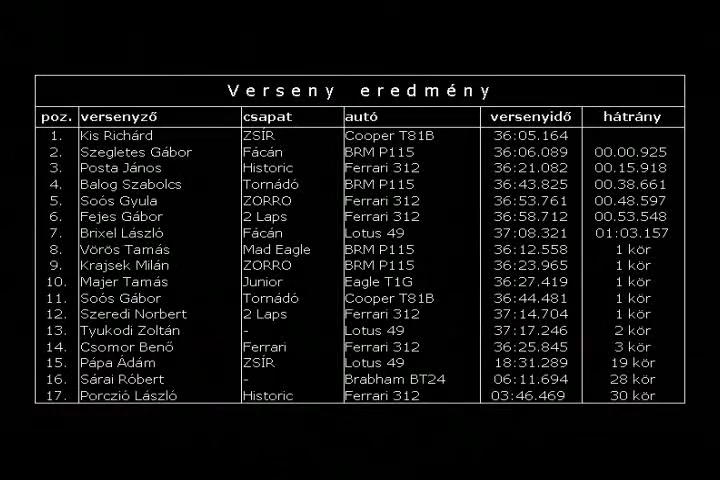 Verseny eredmény
poz. versenyző csapat autó versenyidő hátrány
1. Kis Richárd ZSÍR Cooper T81B 36:05.164
2. Szegletes Gábor Fácán BRM P115 36:06.089 00.00.925
3. Posta János Historic Ferrari 312 36:21.082 00.15.918
4. Balog Szabolcs Tornádó BRM P115 36:43.825 00.38.661
5. Soós Gyula ZORRO Ferrari 312 36:53.761 00.48.597
6. Fejes Gábor 2 Laps Ferrari 312 36:58.712 00.53.548
7. Brixel László Fácán Lotus 49 37:08.321 01:03.157
8. Vörös Tamás Mad Eagle BRM P115 36:12.558 1 kör
9. Krajsek Milán ZORRO BRM P115 36:23.965 1 kör
10. Majer Tamás Junior Eagle T1G 36:27.419 1 kör
11. Soós Gábor Tornádó Cooper T81B 36:44.481 1 kör
12. Szeredi Norbert 2 Laps Ferrari 312 37:14.704 1 kör
13. Tyukodi Zoltán - Lotus 49 37:17.246 2 kör
14. Csomor Benő Ferrari Ferrari 312 36:25.845 3 kör
15. Pápa Ádám ZSÍR Lotus 49 18:31.289 19 kör
16. Sárai Róbert - Brabham BT24 06:11.694 28 kör
17. Porczió László Historic Ferrari 312 03:46.469 30 kör